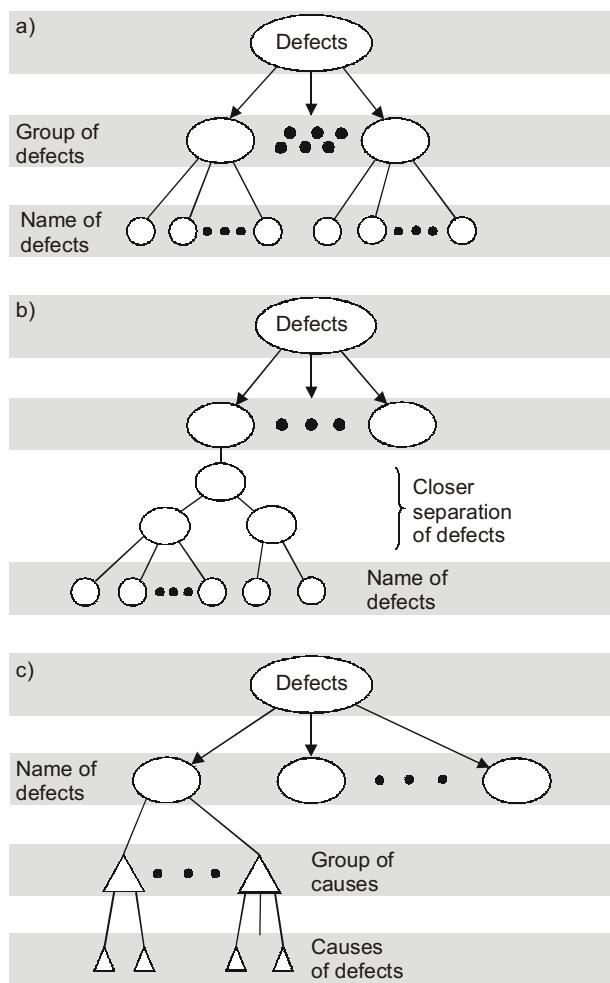 a)
Defects
Group of
defects
Name of
defects
b)
Defects
Closer
separation
of defects
Name of
defects
c)
Defects
Name of
defects
Group of
causes
Causes
of defects